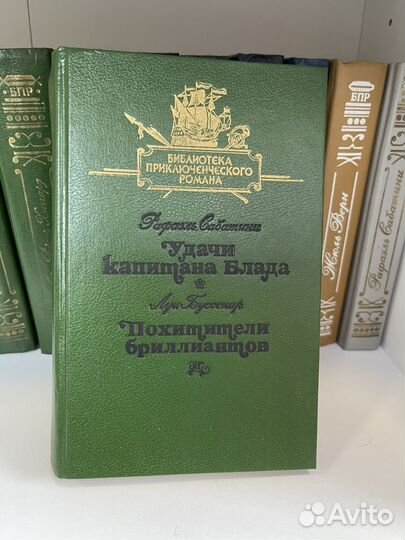 БИБЛИОТЕКА
ПРИКЛЮЧЕНЧЕСКОГО
РОМАНА
Рафаэль Сабатини
Удачи
капитана Блада
Луи Буссенар
Похитители
бриллиантов
БПР
БПР
Жюль Верн
БПР
Рафаэль Сабатини
Avito